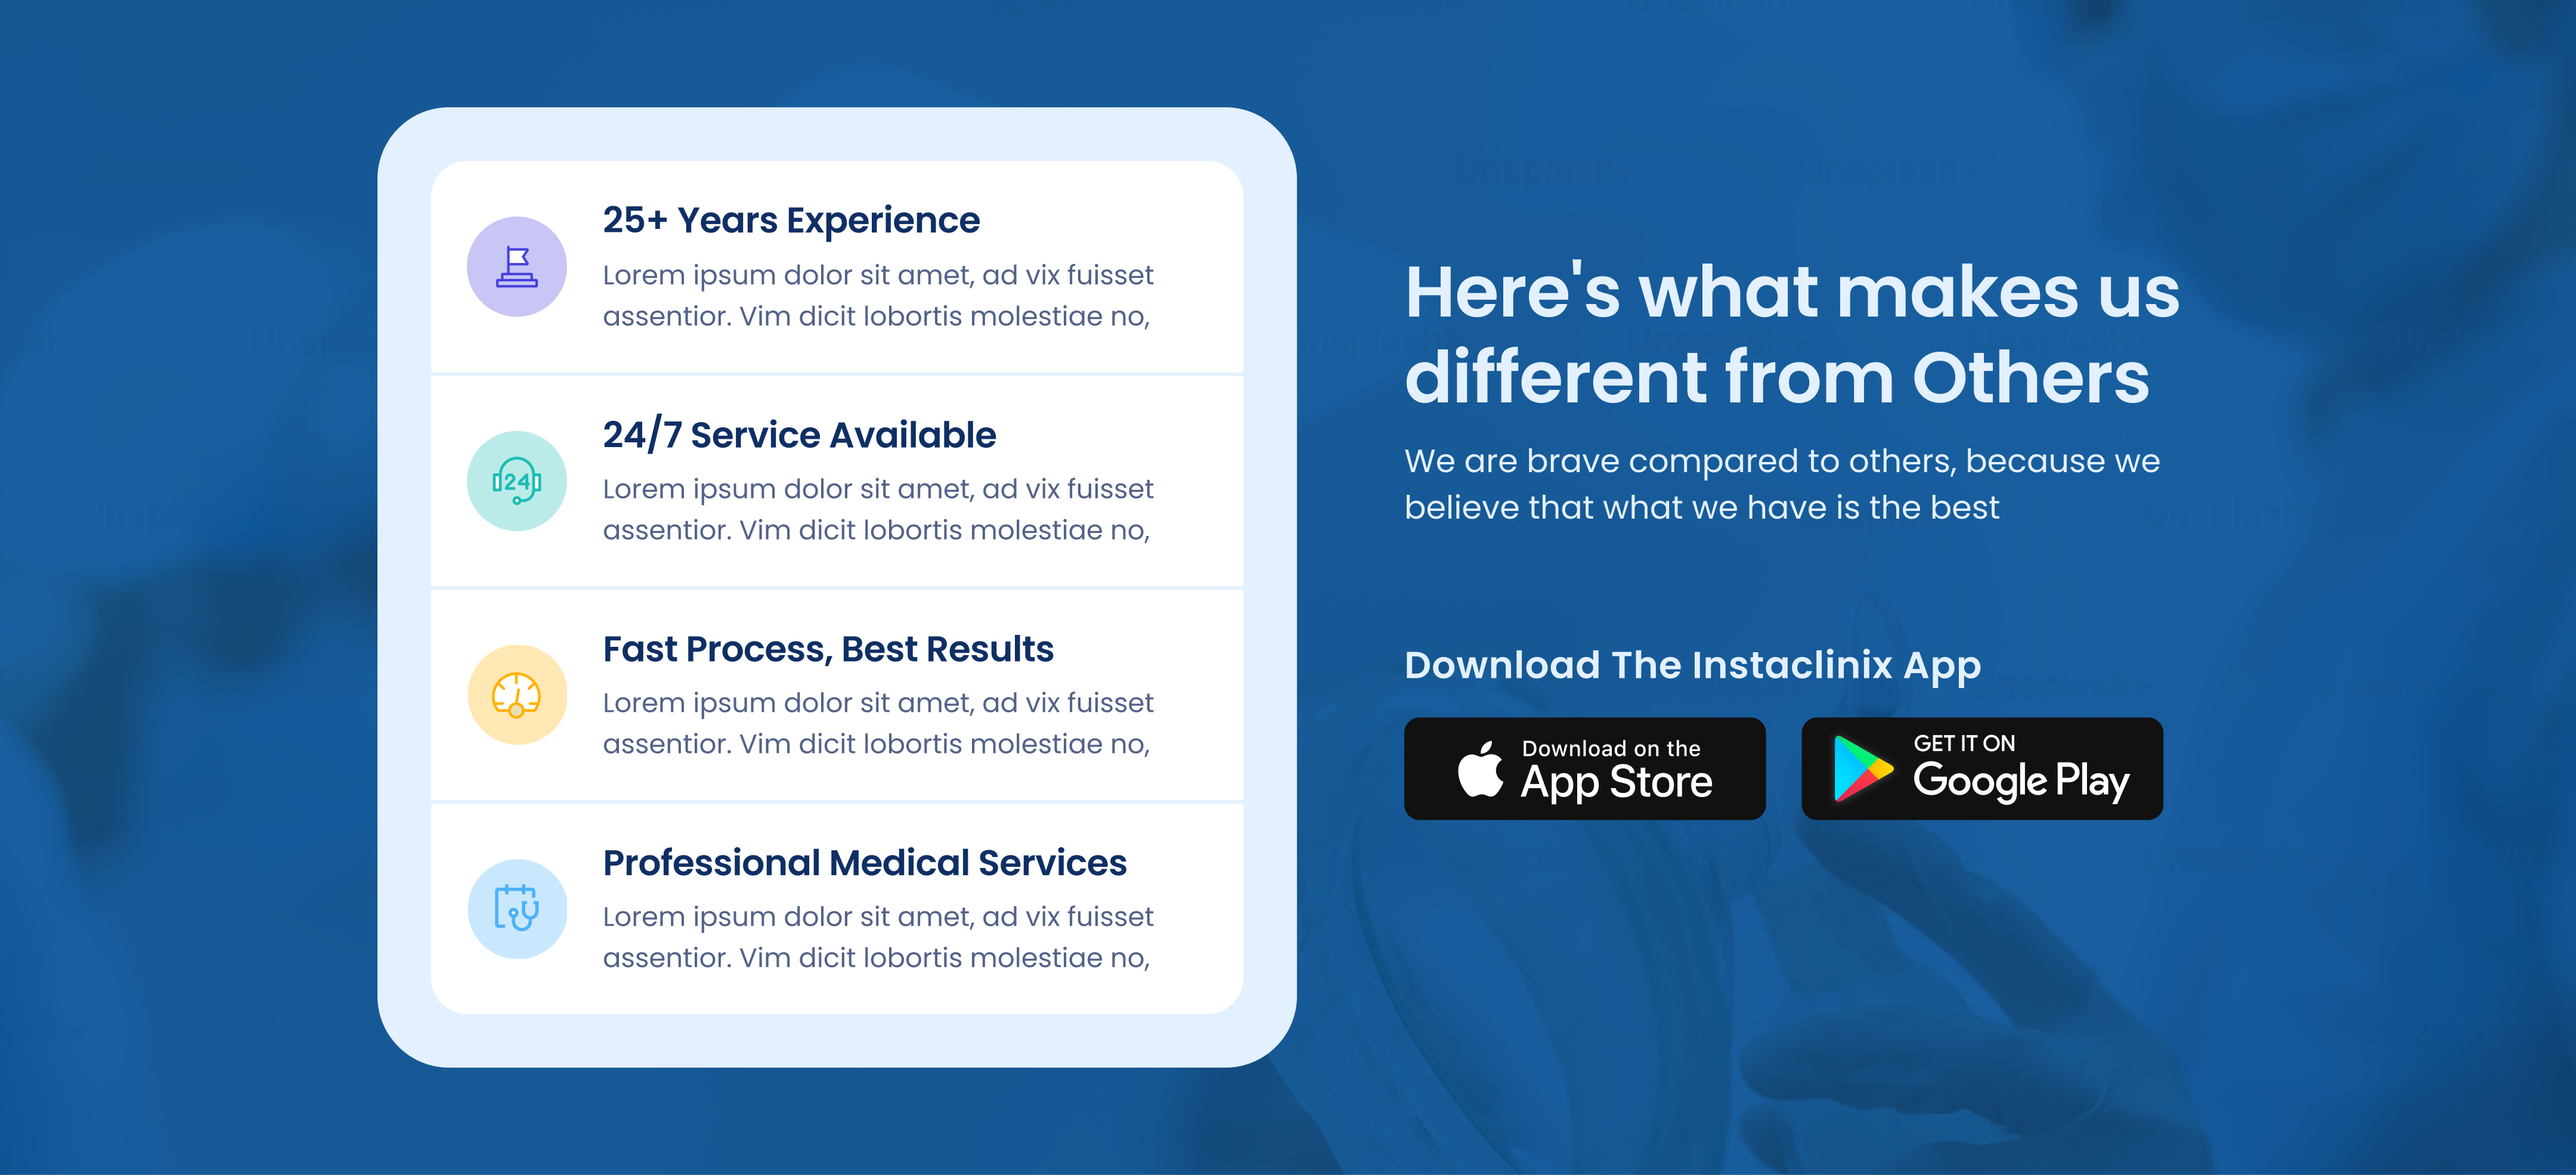 25+ Years Experience
Lorem ipsum dolor sit amet, ad vix fuisset
assentior. Vim dicit lobortis molestiae no,
24/7 Service Available
24
Lorem ipsum dolor sit amet, ad vix fuisset
assentior. Vim dicit lobortis molestiae no,
Fast Process, Best Results
Lorem ipsum dolor sit amet, ad vix fuisset
assentior. Vim dicit lobortis molestiae no,
Professional Medical Services
Lorem ipsum dolor sit amet, ad vix fuisset
assentior. Vim dicit lobortis molestiae no,
Here's what makes us
different from Others
We are brave compared to others, because we
believe that what we have is the best
Download The Instaclinix App
Download on the
App Store
GET IT ON
Google Play